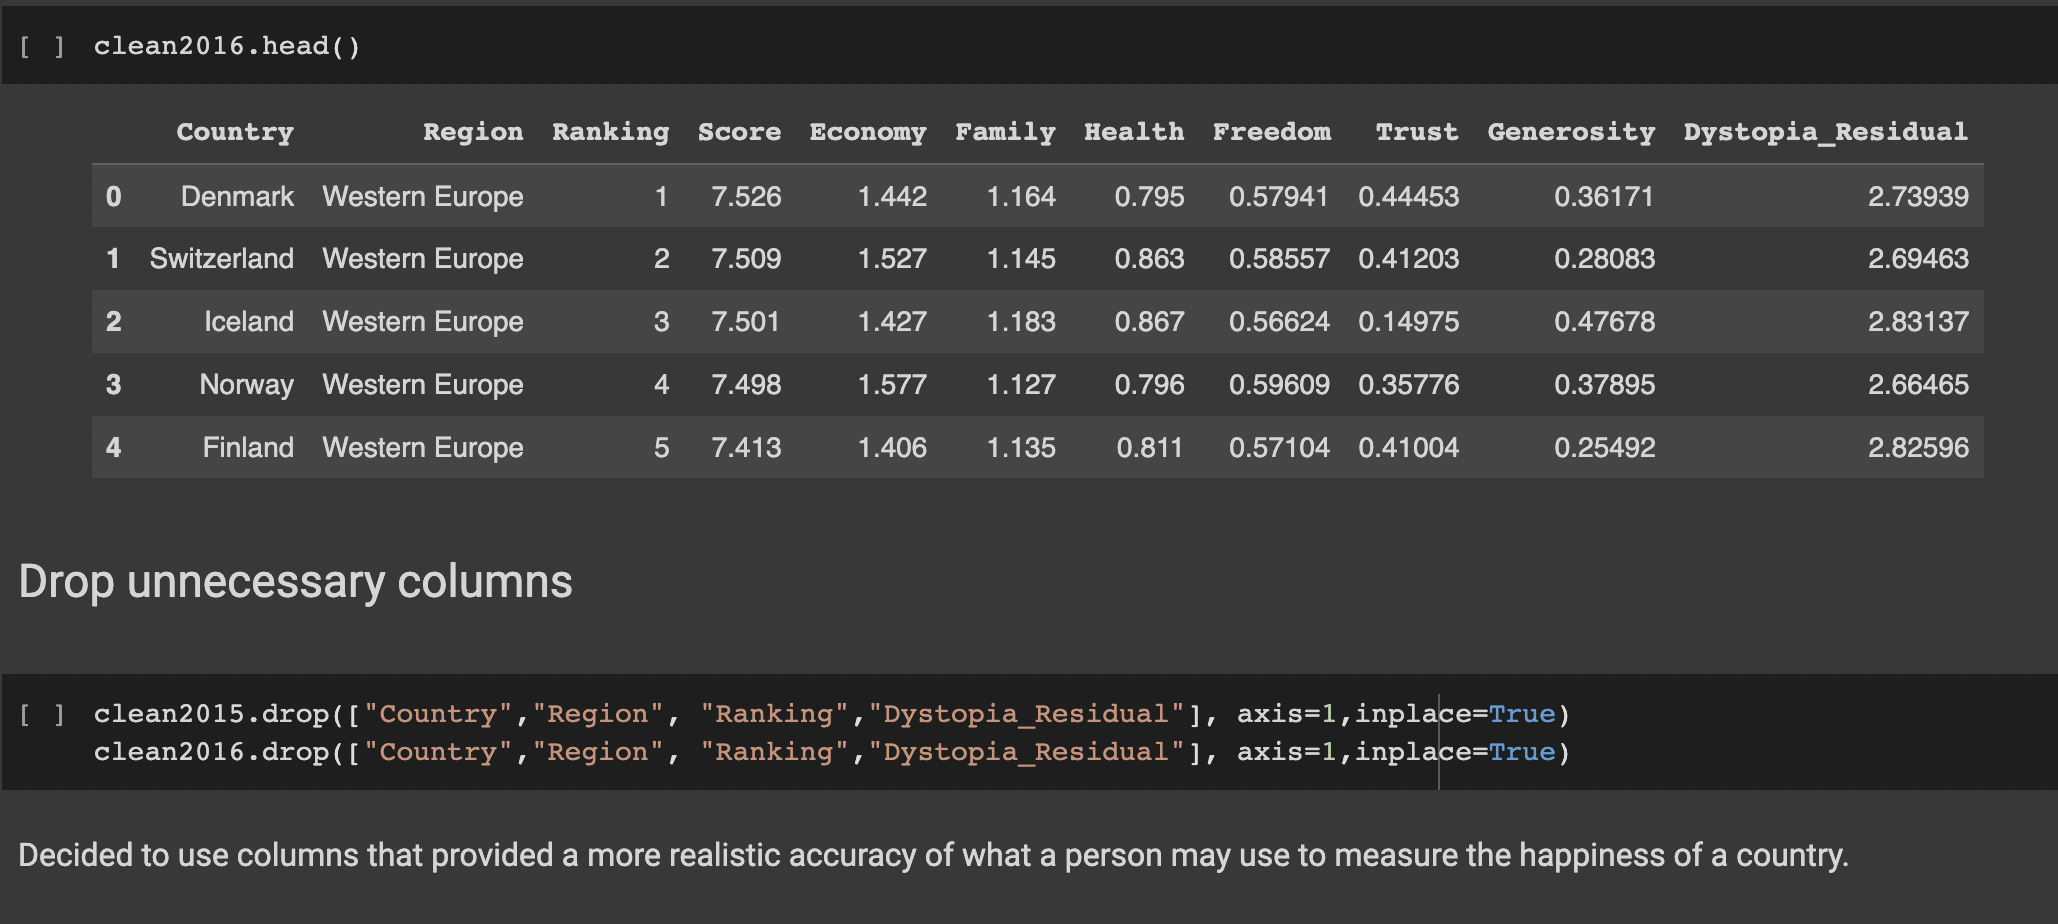 [ ] clean2016.head()
Country Region Ranking Score Economy Family Health Freedom Trust Generosity Dystopia_Residual
0 Denmark Western Europe 1 7.526 1.442 1.164 0.795 0.57941 0.44453 0.36171 2.73939
1 Switzerland Western Europe 2 7.509 1.527 1.145 0.863 0.58557 0.41203 0.28083 2.69463
2 Iceland Western Europe 3 7.501 1.427 1.183 0.867 0.56624 0.14975 0.47678 2.83137
3 Norway Western Europe 4 7.498 1.577 1.127 0.796 0.59609 0.35776 0.37895 2.66465
4 Finland Western Europe 5 7.413 1.406 1.135 0.811 0.57104 0.41004 0.25492 2.82596
Drop unnecessary columns
[ ] clean2015.drop(["Country","Region", "Ranking","Dystopia_Residual"], axis=1,inplace=True)
clean2016.drop(["Country","Region", "Ranking","Dystopia_Residual"], axis=1,inplace=True)
Decided to use columns that provided a more realistic accuracy of what a person may use to measure the happiness of a country.